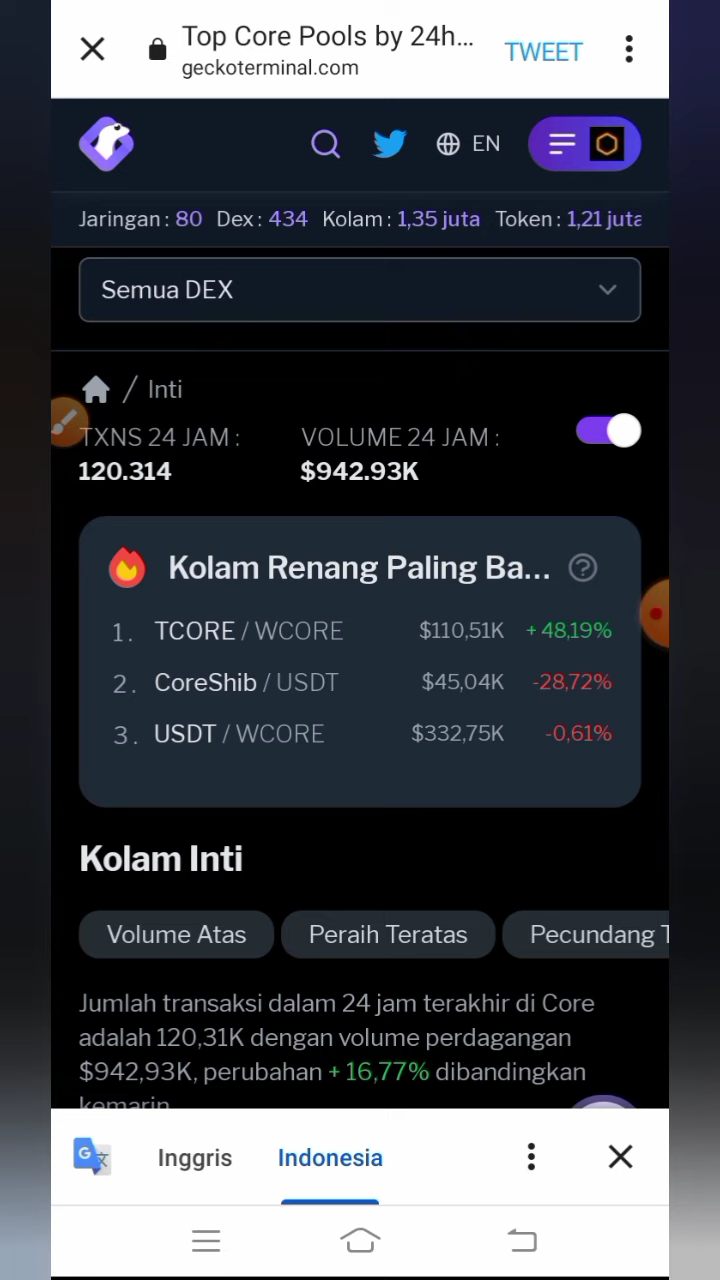 Top Core Pools by 24h...
TWEET
geckoterminal.com
EN
Jaringan : 80 Dex : 434 Kolam : 1,35 juta Token : 1,21 juta
Semua DEX
/ Inti
TXNS 24 JAM : VOLUME 24 JAM :
120.314 $942.93K
Kolam Renang Paling Ba... ?
1. TCORE / WCORE $110,51K +48,19%
2. CoreShib / USDT $45,04K -28,72%
3. USDT / WCORE $332,75K -0,61%
Kolam Inti
Volume Atas Peraih Teratas Pecundang T
Jumlah transaksi dalam 24 jam terakhir di Core
adalah 120,31K dengan volume perdagangan
$942,93K, perubahan +16,77% dibandingkan
kemarin
G Inggris Indonesia